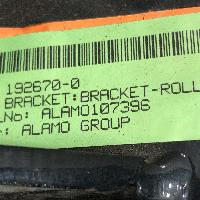 192670-0
BRACKET:BRACKET-ROLL
No: ALAMO107396
: ALAMO GROUP